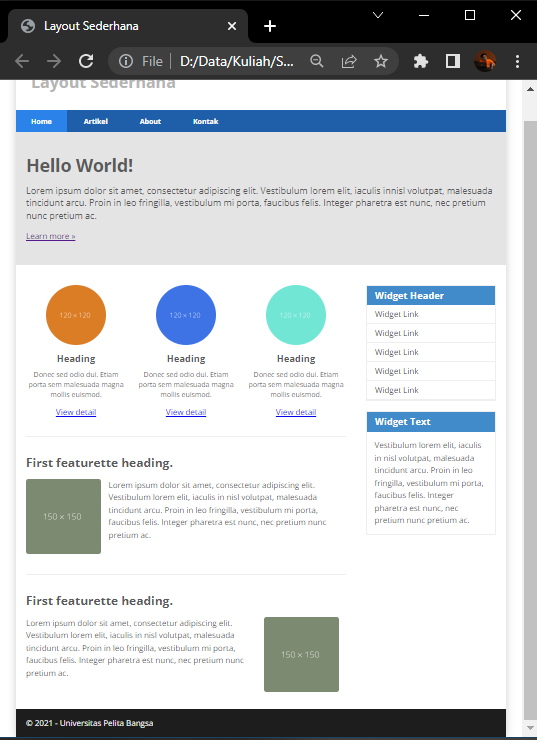 Layout Sederhana
File
D:/Data/Kuliah/S...
Layout Sederhana
Home Artikel About Kontak
Hello World!
Lorem ipsum dolor sit amet, consectetur adipiscing elit. Vestibulum lorem elit, iaculis innisl volutpat, malesuada
tincidunt arcu. Proin in leo fringilla, vestibulum mi porta, faucibus felis. Integer pharetra est nunc, nec pretium
nunc pretium ac.
Learn more »
120 × 120
Heading
Donec sed odio dui. Etiam
porta sem malesuada magna
mollis euismod.
View detail
120 × 120
Heading
Donec sed odio dui. Etiam
porta sem malesuada magna
mollis euismod.
View detail
120 × 120
Heading
Donec sed odio dui. Etiam
porta sem malesuada magna
mollis euismod.
View detail
First featurette heading.
150 × 150
Lorem ipsum dolor sit amet, consectetur adipiscing elit.
Vestibulum lorem elit, iaculis in nisl volutpat, malesuada
tincidunt arcu. Proin in leo fringilla, vestibulum mi porta,
faucibus felis. Integer pharetra est nunc, nec pretium nunc
pretium ac.
First featurette heading.
Lorem ipsum dolor sit amet, consectetur adipiscing elit.
Vestibulum lorem elit, iaculis in nisl volutpat, malesuada
tincidunt arcu. Proin in leo fringilla, vestibulum mi porta,
faucibus felis. Integer pharetra est nunc, nec pretium nunc
pretium ac.
150 × 150
Widget Header
Widget Link
Widget Link
Widget Link
Widget Link
Widget Link
Widget Text
Vestibulum lorem elit, iaculis
in nisl volutpat, malesuada
tincidunt arcu. Proin in leo
fringilla, vestibulum mi porta,
faucibus felis. Integer
pharetra est nunc, nec
pretium nunc pretium ac.
© 2021 - Universitas Pelita Bangsa